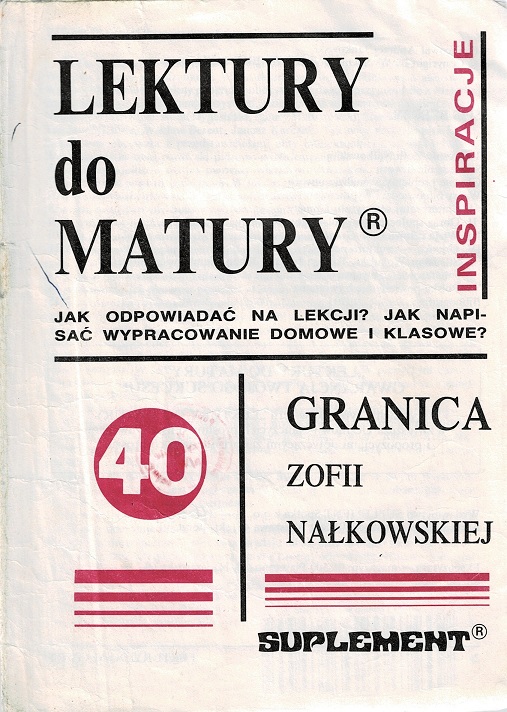 LEKTURY
do
MATURY ®
INSPIRACJE
JAK ODPOWIADAĆ NA LEKCJI? JAK NAPI-
SAĆ WYPRACOWANIE DOMOWE I KLASOWE?
40
GRANICA
ZOFII
NAŁKOWSKIEJ
SUPLEMENT ®